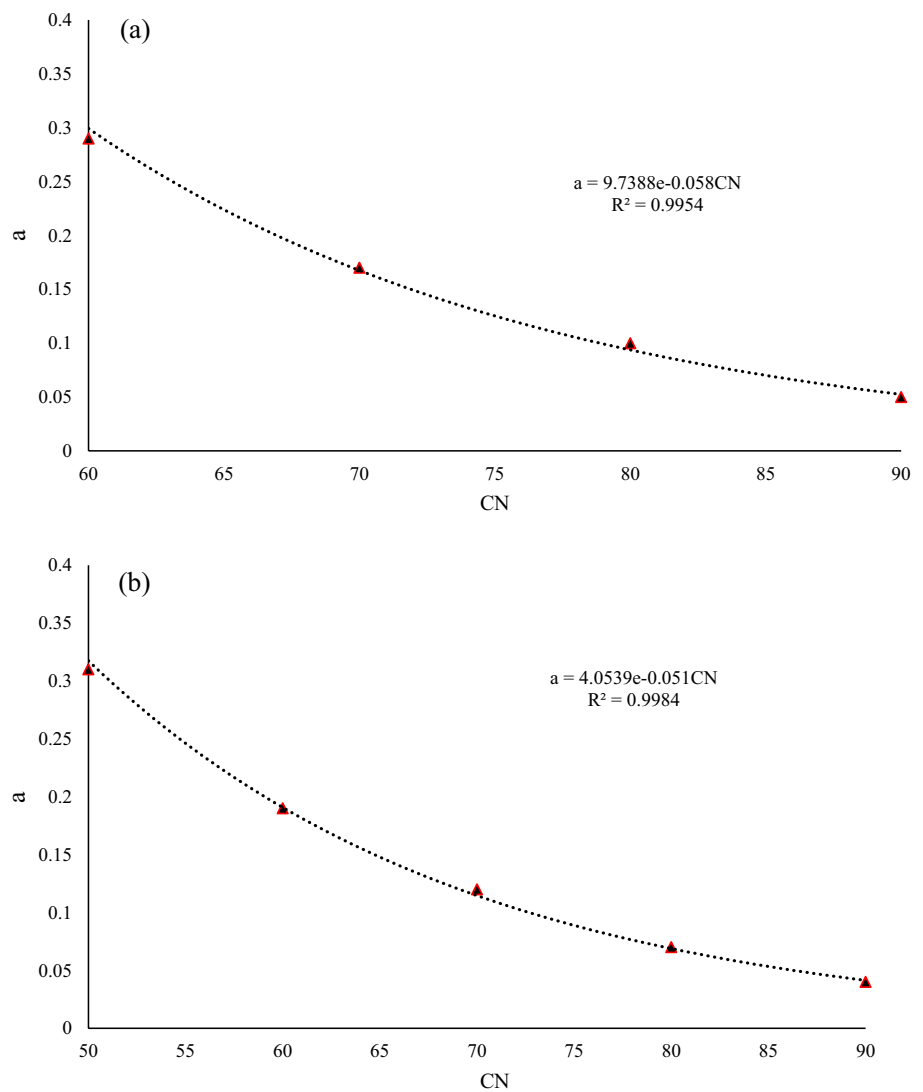 (a)
0.4
0.35
0.3
0.25
0.2
0.15
0.1
0.05
0
a
a = 9.7388e-0.058CN
R² = 0.9954
60 65 70 75 80 85 90
CN
(b)
0.4
0.35
0.3
0.25
0.2
0.15
0.1
0.05
0
a
a = 4.0539e-0.051CN
R² = 0.9984
50 55 60 65 70 75 80 85 90
CN